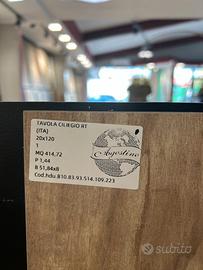 TAVOLA CILIEGIO RT
(ITA)
20x120
1
MQ 414,72
P 1,44
B 51,84x8
Cod.hdu.810.83.93.514.109.223
Agostino
subito